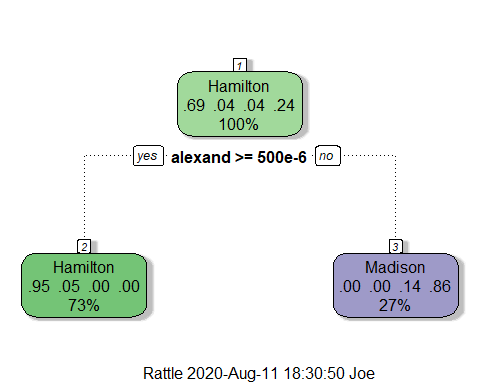 1
Hamilton
.69 .04 .04 .24
100%
yes alexand >= 500e-6 no
2
Hamilton
.95 .05 .00 .00
73%
3
Madison
.00 .00 .14 .86
27%
Rattle 2020-Aug-11 18:30:50 Joe